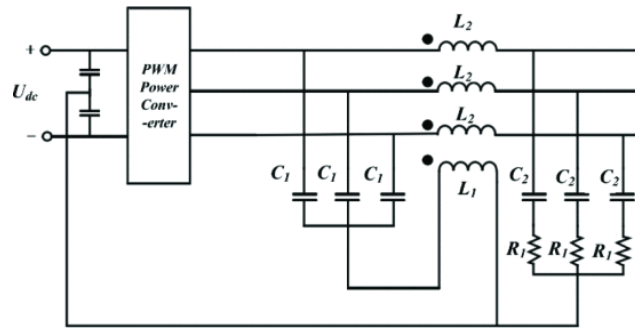 +
U_dc
−
PWM
Power
Conv-
-erter
L_2
L_2
L_2
L_1
C_1 C_1 C_1
C_2 C_2 C_2
R_1 R_1 R_1